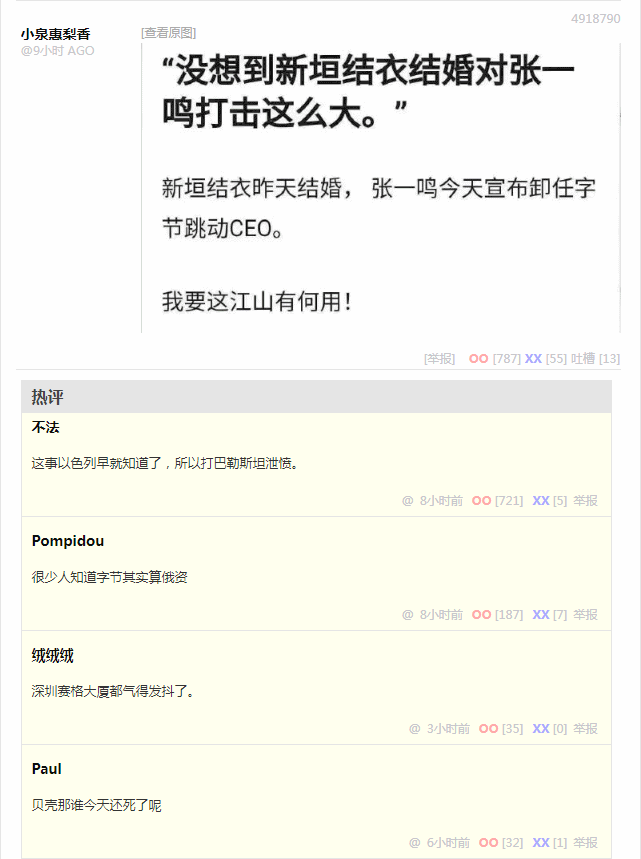 4918790
小泉惠梨香
[查看原图]
@9小时 AGO
“没想到新垣结衣结婚对张一
鸣打击这么大。”
新垣结衣昨天结婚， 张一鸣今天宣布卸任字
节跳动CEO。
我要这江山有何用！
[举报] OO [787] XX [55] 吐槽 [13]
热评
不法
这事以色列早就知道了，所以打巴勒斯坦泄愤。
@ 8小时前 OO [721] XX [5] 举报
Pompidou
很少人知道字节其实算俄资
@ 8小时前 OO [187] XX [7] 举报
绒绒绒
深圳赛格大厦都气得发抖了。
@ 3小时前 OO [35] XX [0] 举报
Paul
贝壳那谁今天还死了呢
@ 6小时前 OO [32] XX [1] 举报